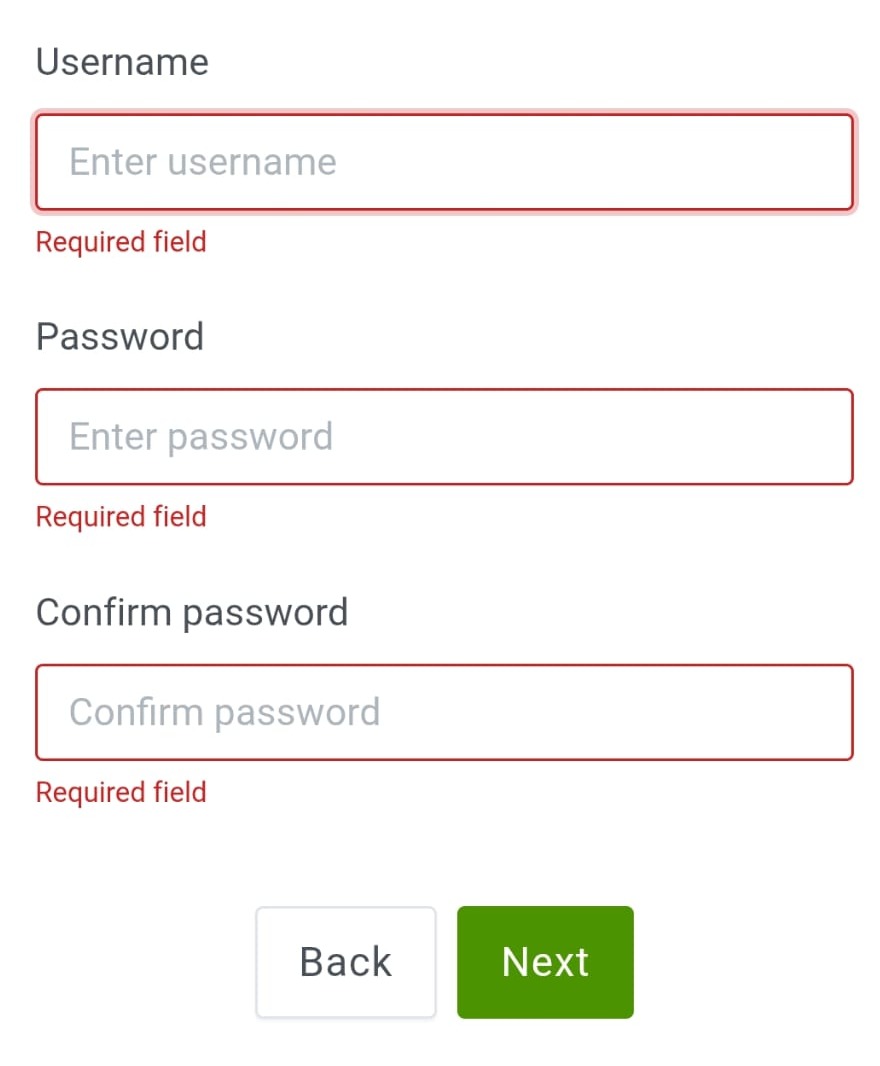 Username
Enter username
Required field
Password
Enter password
Required field
Confirm password
Confirm password
Required field
Back Next